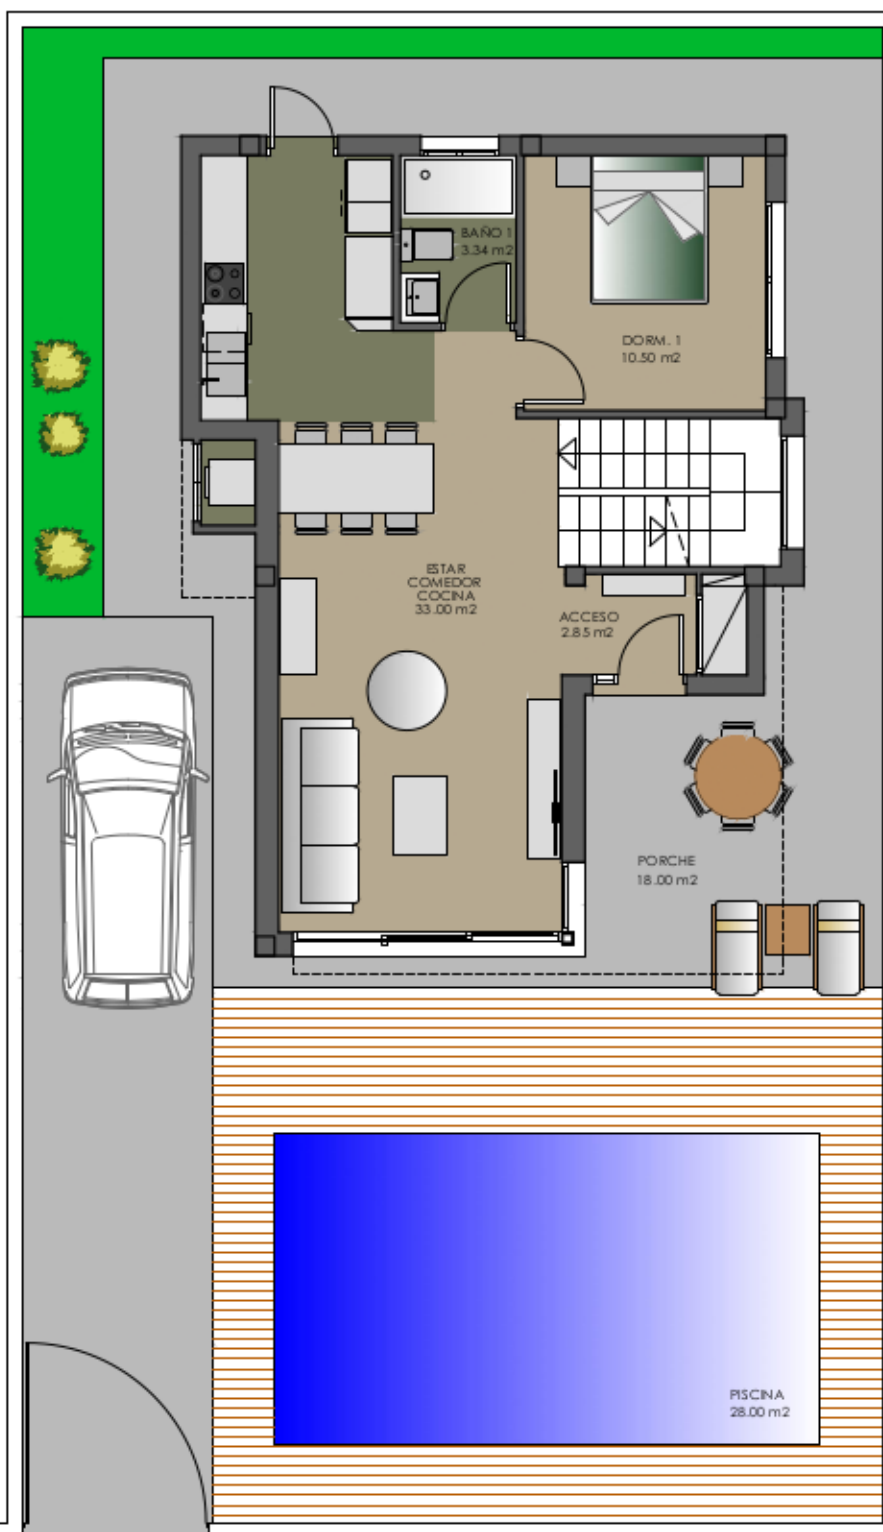 BAÑO 1
3.34 m2
DORM. 1
10.50 m2
ESTAR
COMEDOR
COCINA
33.00 m2
ACCESO
2.85 m2
PORCHE
18.00 m2
PISCINA
28.00 m2